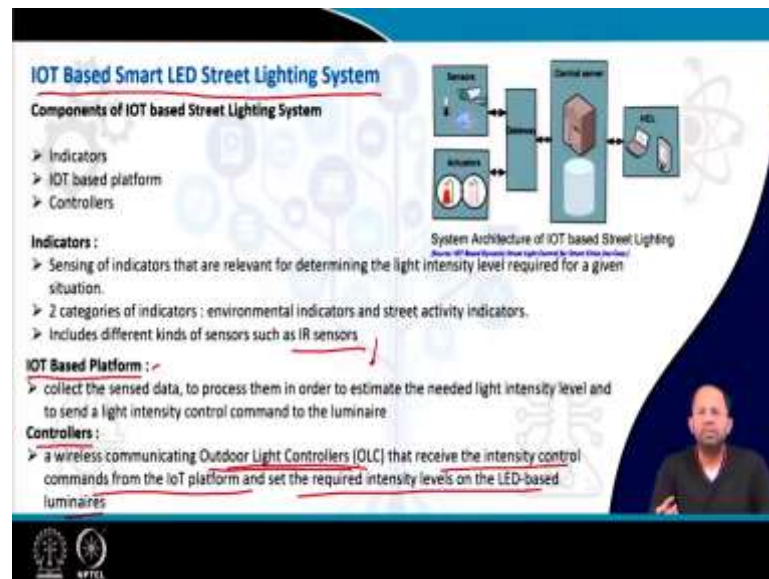 IOT Based Smart LED Street Lighting System
Components of IOT based Street Lighting System
➢ Indicators
➢ IOT based platform
➢ Controllers
Sensors
Actuators
Gateway
Control server
System Architecture of IOT based Street Lighting
Indicators :
➢ Sensing of indicators that are relevant for determining the light intensity level required for a given
situation.
➢ 2 categories of indicators : environmental indicators and street activity indicators.
➢ Includes different kinds of sensors such as IR sensors
IOT Based Platform :
➢ collect the sensed data, to process them in order to estimate the needed light intensity level and
to send a light intensity control command to the luminaire
Controllers :
➢ a wireless communicating Outdoor Light Controllers (OLC) that receive the intensity control
commands from the IoT platform and set the required intensity levels on the LED-based
luminaires
NPTEL